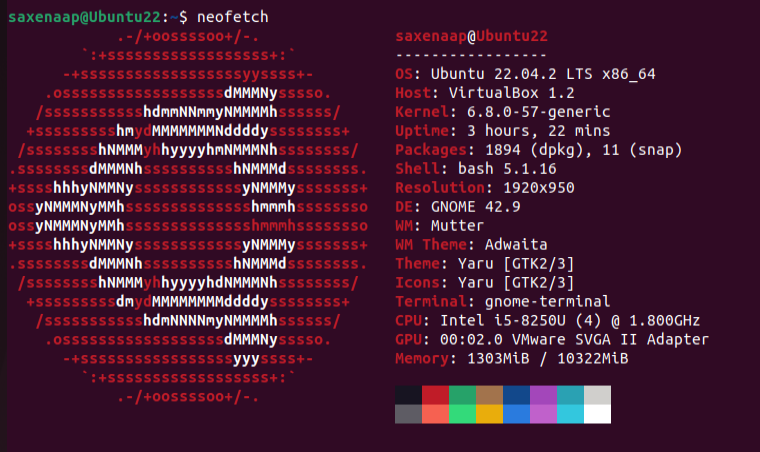 saxenaap@Ubuntu22:~$ neofetch
            .-/+oossssoo+/-.               saxenaap@Ubuntu22
        `:+ssssssssssssssssss+:`           -----------------
      -+ssssssssssssssssssyyssss+-         OS: Ubuntu 22.04.2 LTS x86_64
    .ossssssssssssssssssdMMMNysssso.       Host: VirtualBox 1.2
   /ssssssssssshdmmNNmmyNMMMMhssssss/      Kernel: 6.8.0-57-generic
  +ssssssssshmydMMMMMMMNddddyssssssss+     Uptime: 3 hours, 22 mins
 /sssssssshNMMMyhhyyyyhmNMMMNhssssssss/    Packages: 1894 (dpkg), 11 (snap)
.ssssssssdMMMNhsssssssssshNMMMdssssssss.   Shell: bash 5.1.16
+sssshhhyNMMNyssssssssssssyNMMMysssssss+   Resolution: 1920x950
ossyNMMMNyMMhsssssssssssssshmmmhssssssso   DE: GNOME 42.9
ossyNMMMNyMMhsssssssssssssshmmmhssssssso   WM: Mutter
+sssshhhyNMMNyssssssssssssyNMMMysssssss+   WM Theme: Adwaita
.ssssssssdMMMNhsssssssssshNMMMdssssssss.   Theme: Yaru [GTK2/3]
 /sssssssshNMMMyhhyyyyhdNMMMNhssssssss/    Icons: Yaru [GTK2/3]
  +sssssssssdmydMMMMMMMMddddyssssssss+     Terminal: gnome-terminal
   /ssssssssssshdmNNNNmyNMMMMhssssss/      CPU: Intel i5-8250U (4) @ 1.800GHz
    .ossssssssssssssssssdMMMNysssso.       GPU: 00:02.0 VMware SVGA II Adapter
      -+sssssssssssssssssyyyssss+-         Memory: 1303MiB / 10322MiB
        `:+ssssssssssssssssss+:`
            .-/+oossssoo+/-.